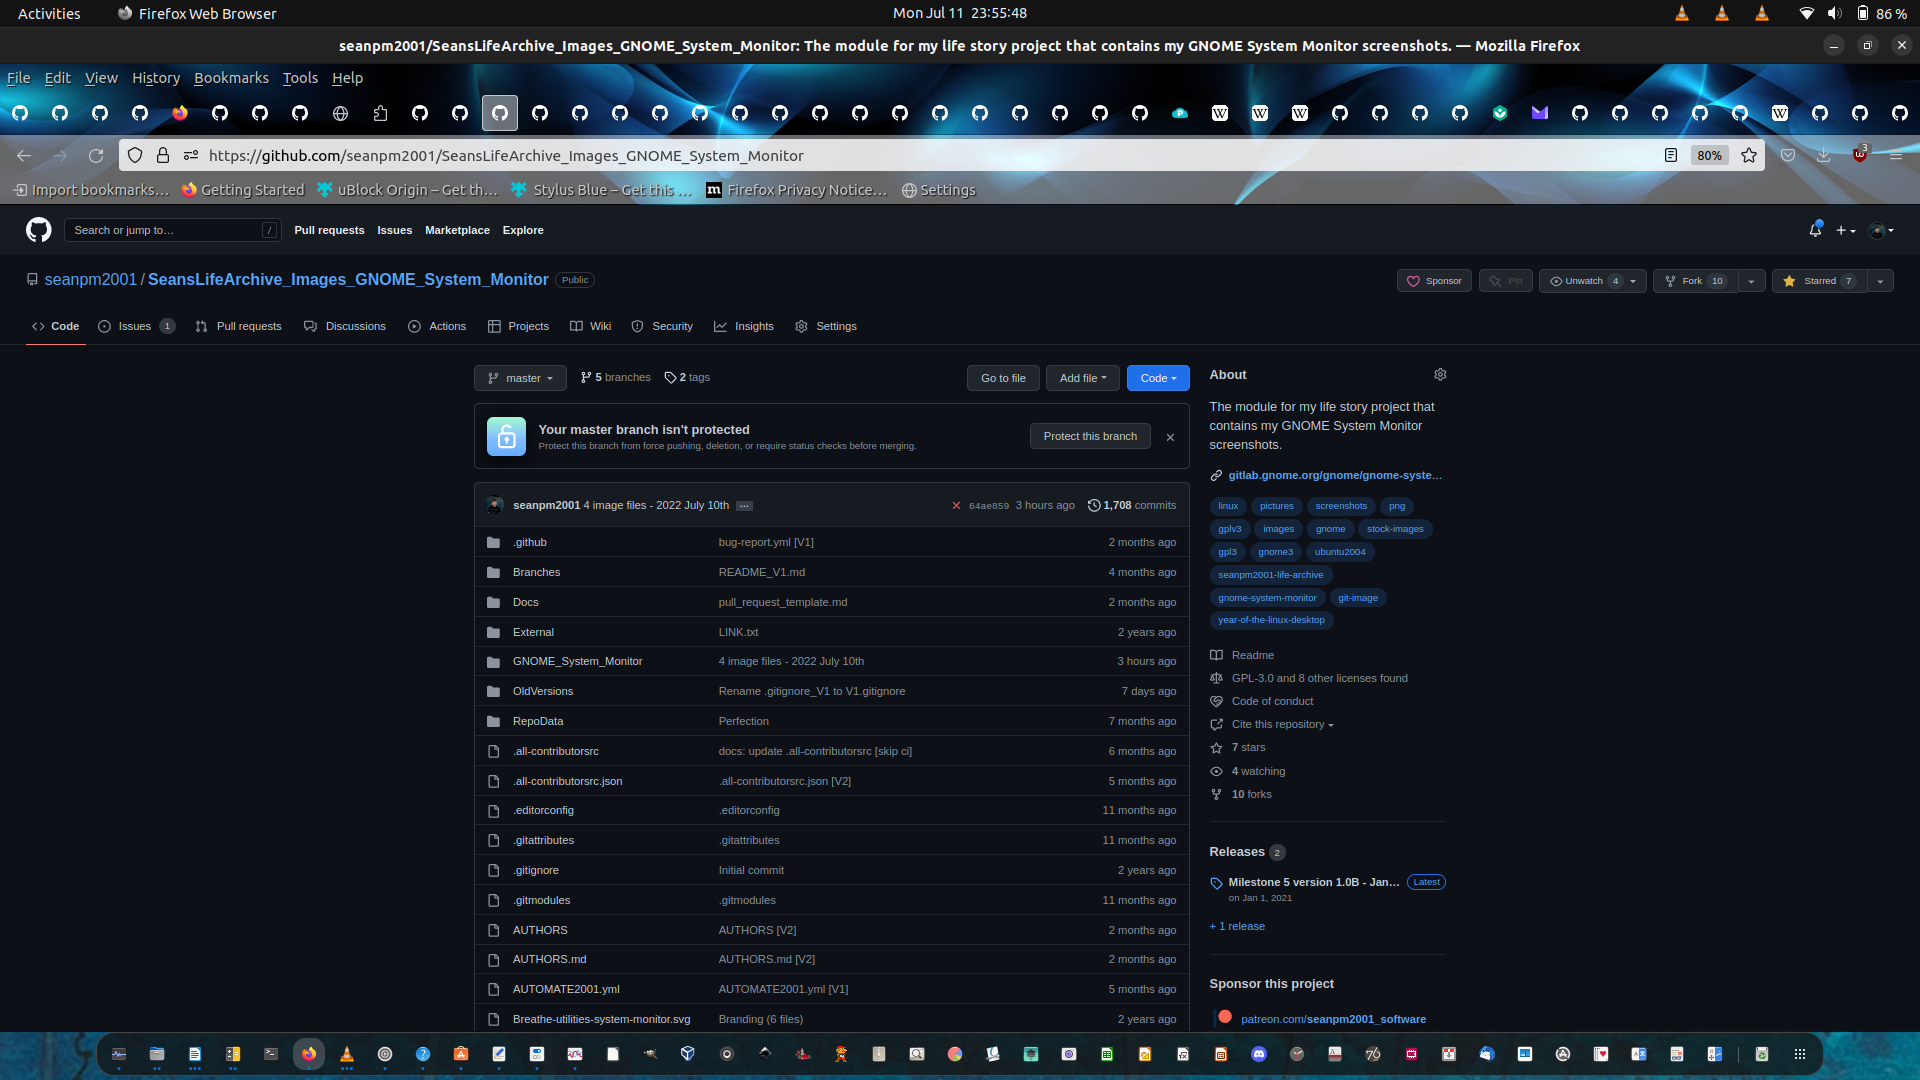 Activities Firefox Web Browser Mon Jul 11 23:55:48 86 %
seanpm2001/SeansLifeArchive_Images_GNOME_System_Monitor: The module for my life story project that contains my GNOME System Monitor screenshots. — Mozilla Firefox
File Edit View History Bookmarks Tools Help
https://github.com/seanpm2001/SeansLifeArchive_Images_GNOME_System_Monitor 80% 3
Import bookmarks… Getting Started uBlock Origin – Get th… Stylus Blue – Get this … Firefox Privacy Notice… Settings
Search or jump to… / Pull requests Issues Marketplace Explore
seanpm2001 / SeansLifeArchive_Images_GNOME_System_Monitor Public Sponsor Pin Unwatch 4 Fork 10 Starred 7
Code Issues 1 Pull requests Discussions Actions Projects Wiki Security Insights Settings
master 5 branches 2 tags Go to file Add file Code
Your master branch isn't protected
Protect this branch from force pushing, deletion, or require status checks before merging.
Protect this branch
seanpm2001 4 image files - 2022 July 10th … 64ae859 3 hours ago 1,708 commits
.github bug-report.yml [V1] 2 months ago
Branches README_V1.md 4 months ago
Docs pull_request_template.md 2 months ago
External LINK.txt 2 years ago
GNOME_System_Monitor 4 image files - 2022 July 10th 3 hours ago
OldVersions Rename .gitignore_V1 to V1.gitignore 7 days ago
RepoData Perfection 7 months ago
.all-contributorsrc docs: update .all-contributorsrc [skip ci] 6 months ago
.all-contributorsrc.json .all-contributorsrc.json [V2] 5 months ago
.editorconfig .editorconfig 11 months ago
.gitattributes .gitattributes 11 months ago
.gitignore Initial commit 2 years ago
.gitmodules .gitmodules 11 months ago
AUTHORS AUTHORS [V2] 2 months ago
AUTHORS.md AUTHORS.md [V2] 2 months ago
AUTOMATE2001.yml AUTOMATE2001.yml [V1] 5 months ago
Breathe-utilities-system-monitor.svg Branding (6 files) 2 years ago
About
The module for my life story project that
contains my GNOME System Monitor
screenshots.
gitlab.gnome.org/gnome/gnome-syste…
linux pictures screenshots png
gplv3 images gnome stock-images
gpl3 gnome3 ubuntu2004
seanpm2001-life-archive
gnome-system-monitor git-image
year-of-the-linux-desktop
Readme
GPL-3.0 and 8 other licenses found
Code of conduct
Cite this repository
7 stars
4 watching
10 forks
Releases 2
Milestone 5 version 1.0B - Jan… Latest
on Jan 1, 2021
+ 1 release
Sponsor this project
patreon.com/seanpm2001_software